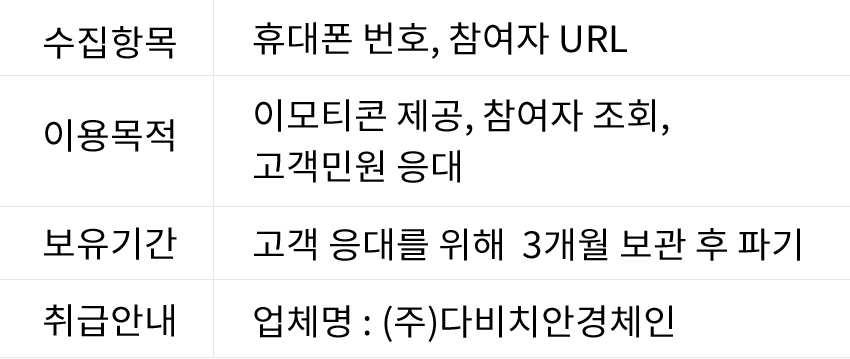 수집항목 휴대폰 번호, 참여자 URL
이용목적 이모티콘 제공, 참여자 조회,
고객민원 응대
보유기간 고객 응대를 위해 3개월 보관 후 파기
취급안내 업체명 : (주)다비치안경체인